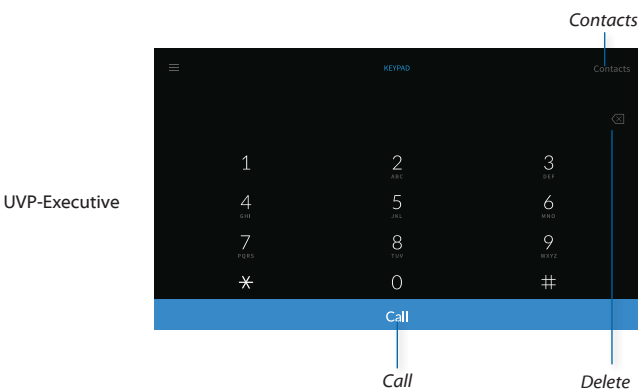 Contacts
KEYPAD Contacts
1 2 3
ABC DEF
UVP-Executive
4 5 6
GHI JKL MNO
7 8 9
PQRS TUV WXYZ
* 0 #
Call
Call Delete